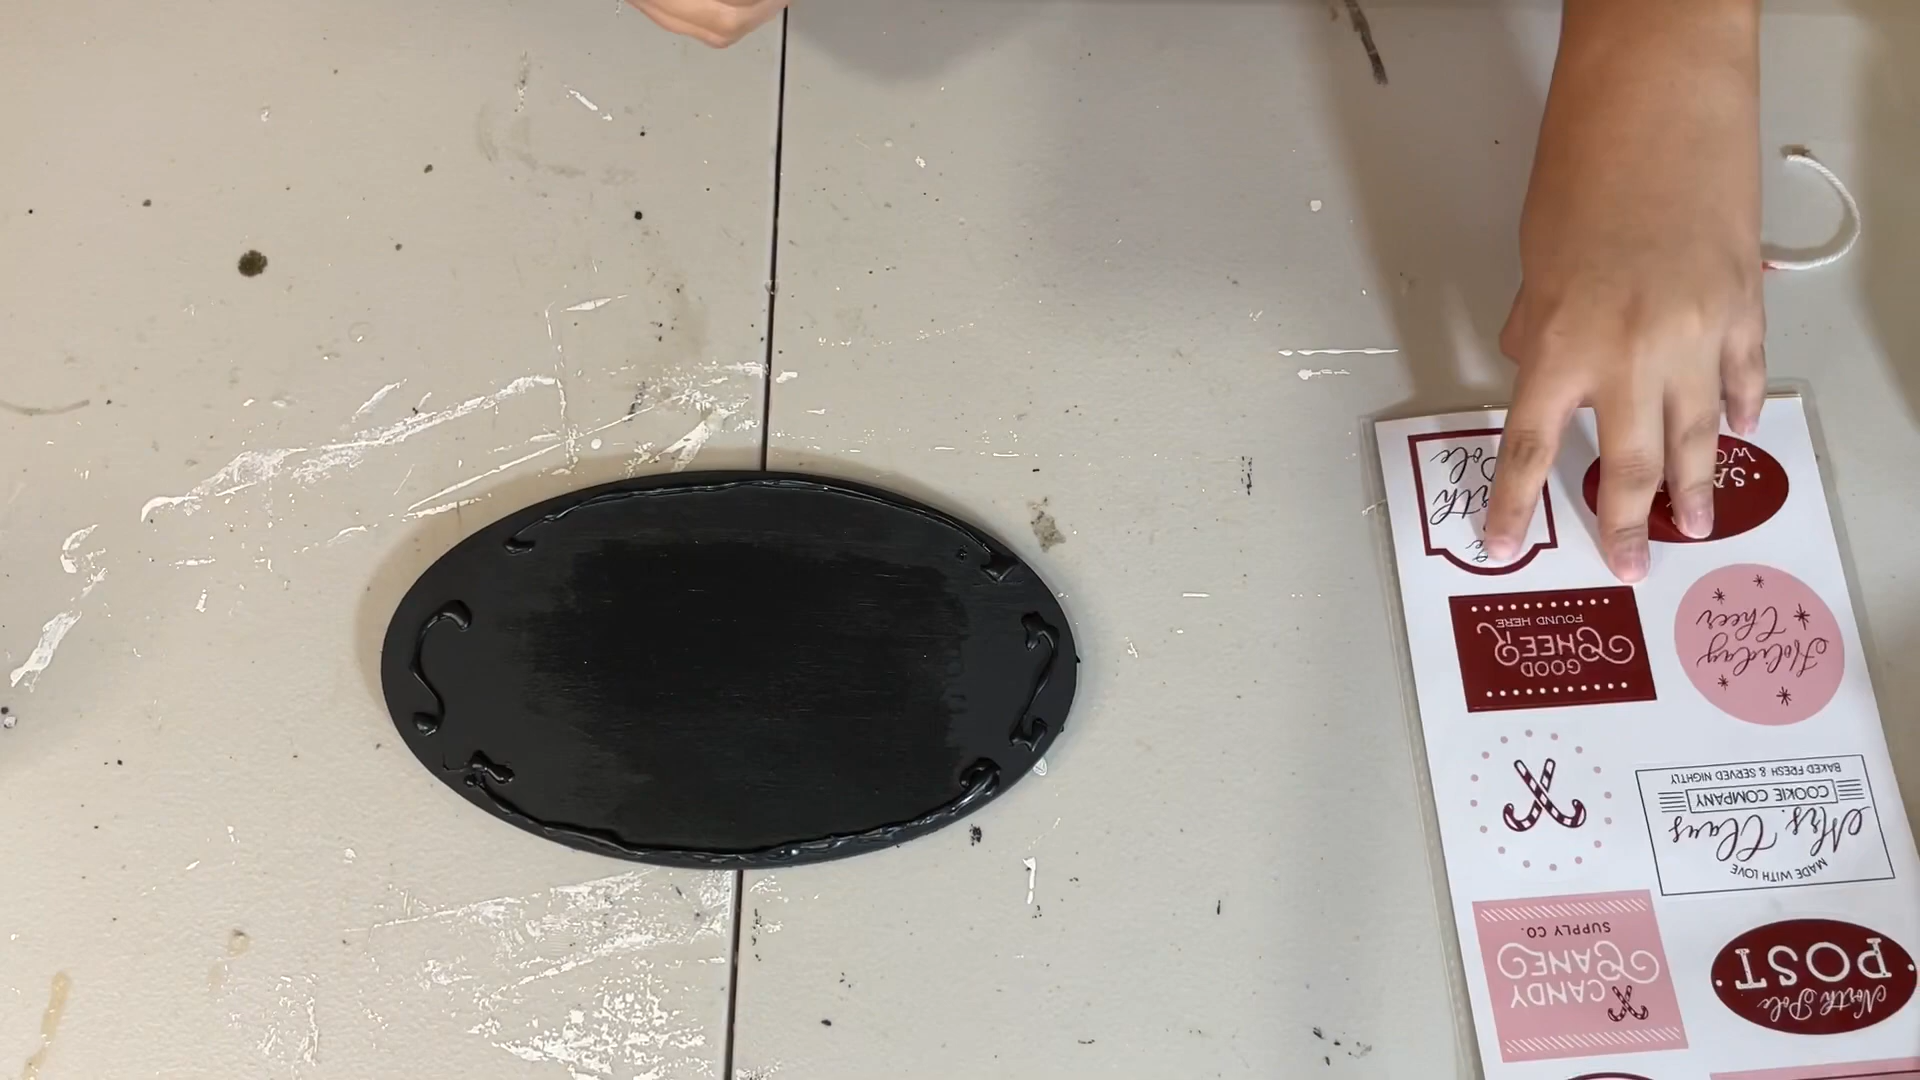 Pole
GOOD
CHEER
FOUND HERE
Holiday
Cheer
MADE WITH LOVE
Mrs. Claus
COOKIE COMPANY
BAKED FRESH & SERVED NIGHTLY
CANDY
CANE
SUPPLY CO.
North Pole
POST